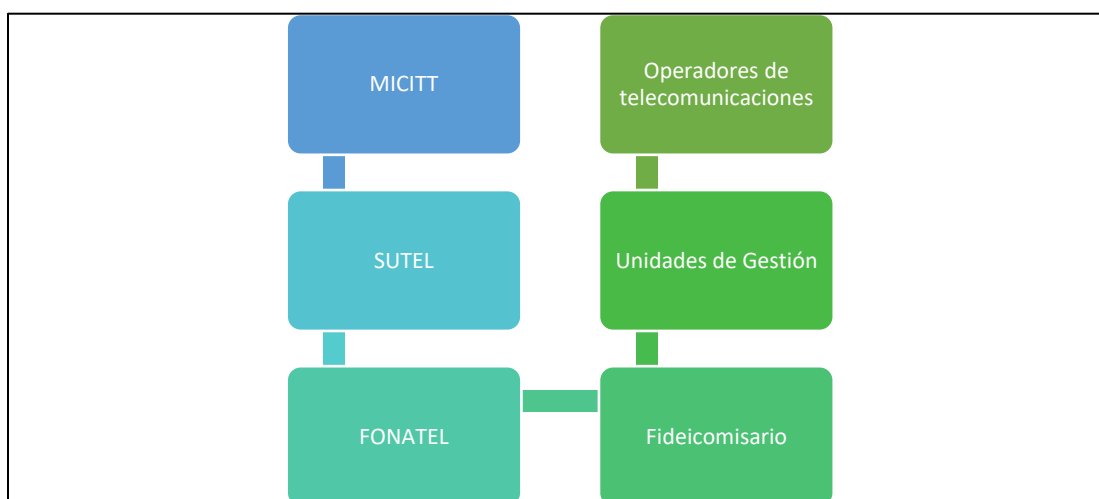 MICITT
SUTEL
FONATEL
Fideicomisario
Unidades de Gestión
Operadores de
telecomunicaciones